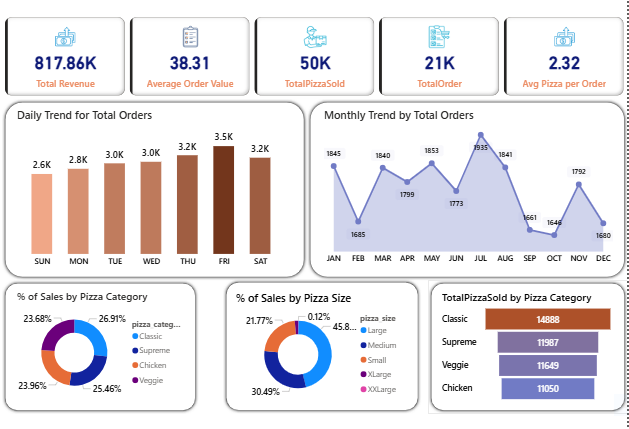 817.86K
Total Revenue
38.31
Average Order Value
50K
TotalPizzaSold
21K
TotalOrder
2.32
Avg Pizza per Order
Daily Trend for Total Orders
2.6K
2.8K
3.0K
3.0K
3.2K
3.5K
3.2K
SUN MON TUE WED THU FRI SAT
Monthly Trend by Total Orders
1845
1685
1840
1799
1853
1773
1935
1841
1661
1646
1792
1680
JAN FEB MAR APR MAY JUN JUL AUG SEP OCT NOV DEC
% of Sales by Pizza Category
23.68%
26.91%
23.96%
25.46%
pizza_categ...
Classic
Supreme
Chicken
Veggie
% of Sales by Pizza Size
0.12%
21.77%
45.8...
30.49%
pizza_size
Large
Medium
Small
XLarge
XXLarge
TotalPizzaSold by Pizza Category
Classic 14888
Supreme 11987
Veggie 11649
Chicken 11050